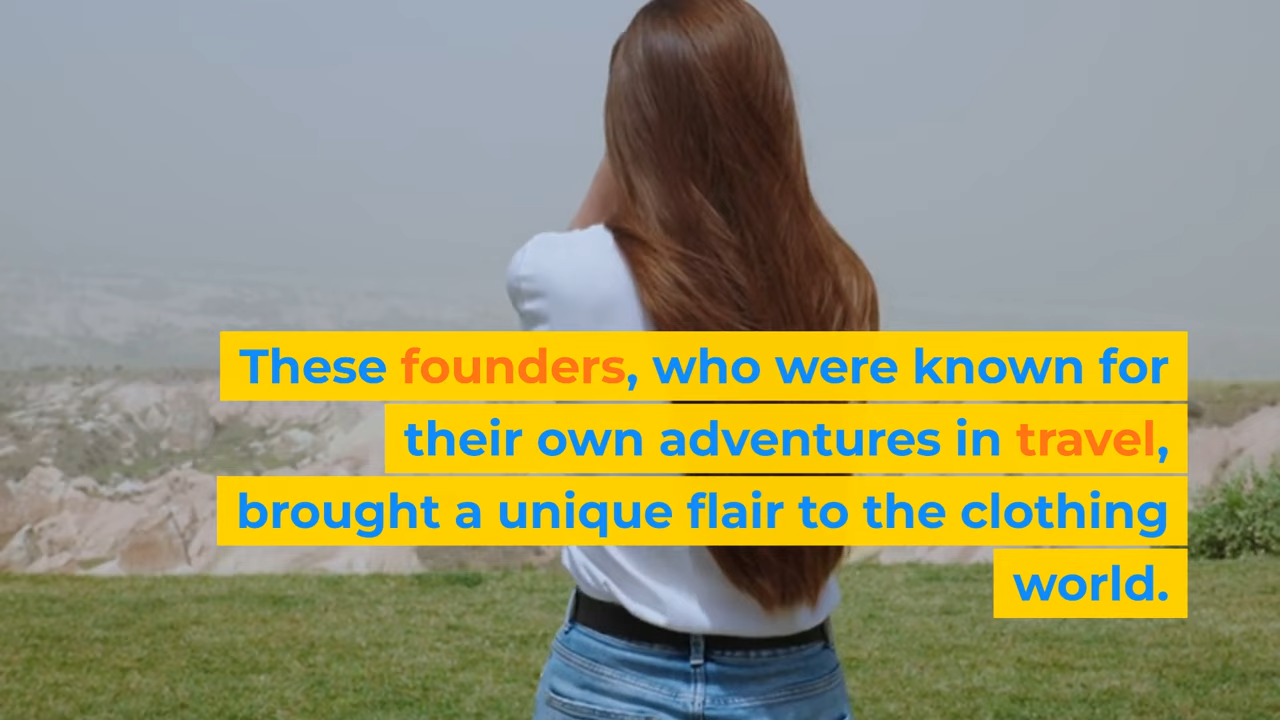 These founders, who were known for
their own adventures in travel,
brought a unique flair to the clothing
world.